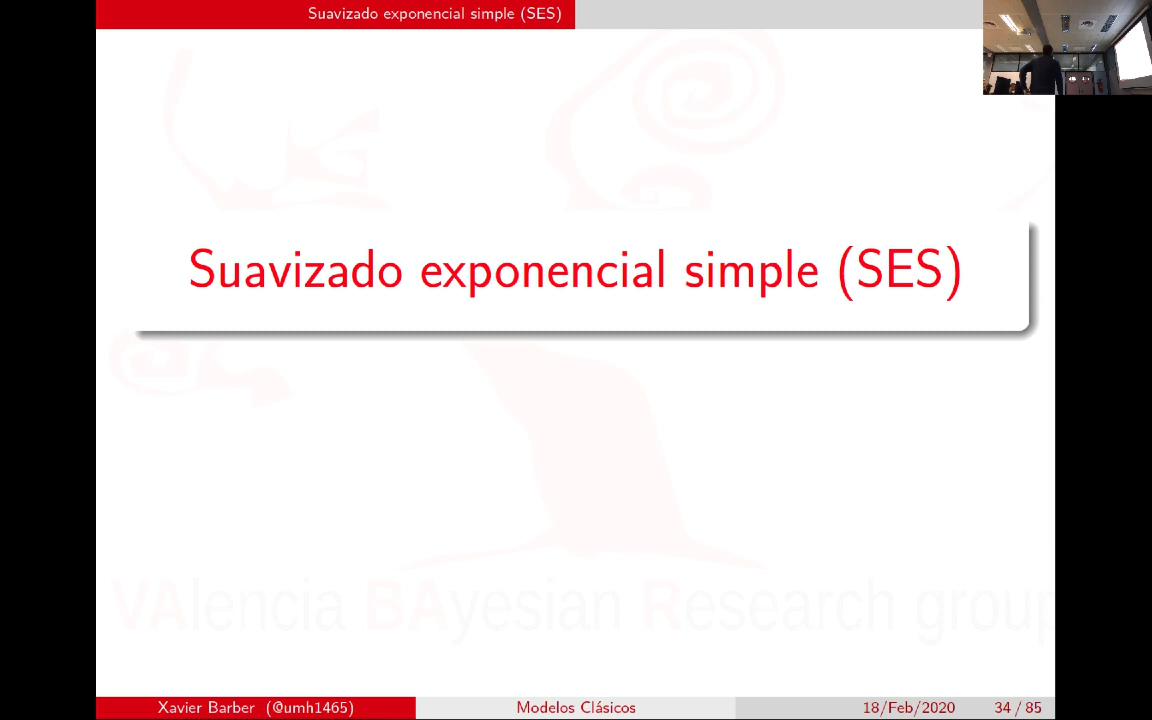 Suavizado exponencial simple (SES)
Suavizado exponencial simple (SES)
VAlencia BAyesian Research group
Xavier Barber (@umh1465) Modelos Clásicos 18/Feb/2020 34 / 85